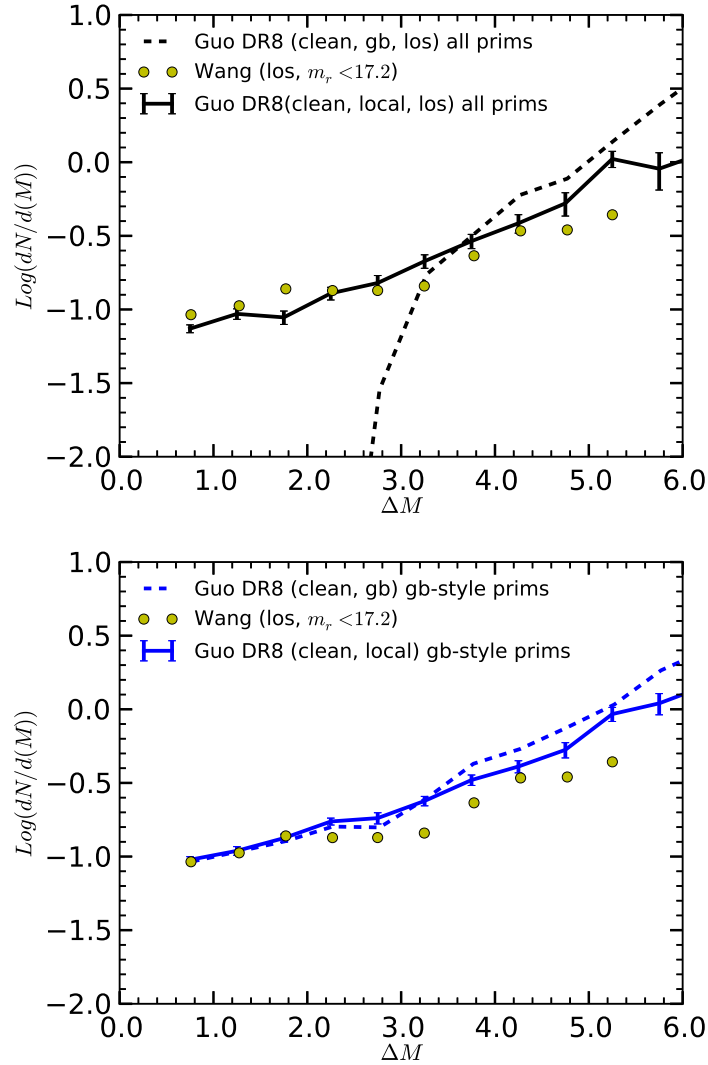 1.0
Guo DR8 (clean, gb, los) all prims
Wang (los, m_r <17.2)
Guo DR8(clean, local, los) all prims
0.5
0.0
−0.5
−1.0
−1.5
−2.0
Log(dN/d(M))
0.0 1.0 2.0 3.0 4.0 5.0 6.0
ΔM
1.0
Guo DR8 (clean, gb) gb-style prims
Wang (los, m_r <17.2)
Guo DR8 (clean, local) gb-style prims
0.5
0.0
−0.5
−1.0
−1.5
−2.0
Log(dN/d(M))
0.0 1.0 2.0 3.0 4.0 5.0 6.0
ΔM